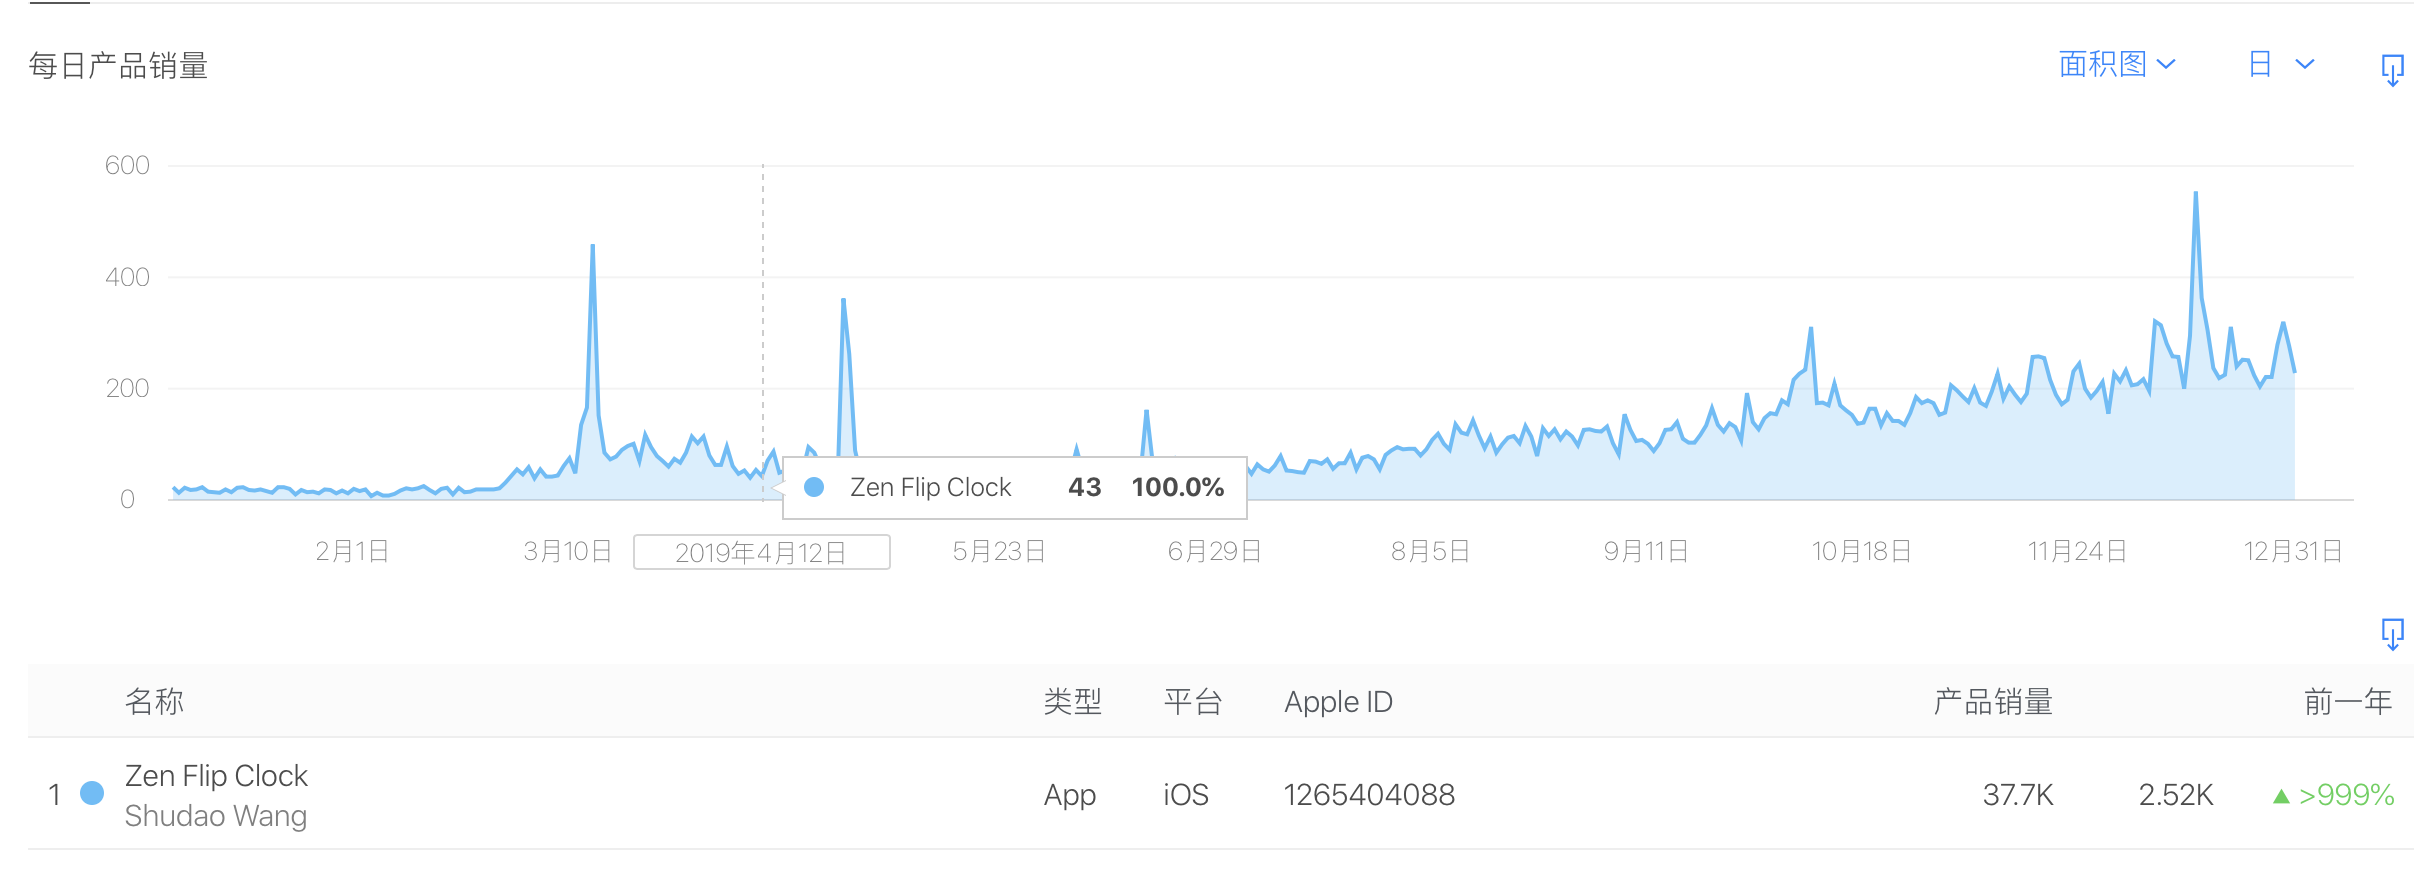 每日产品销量
面积图 日
600
400
200
0
Zen Flip Clock 43 100.0%
2月1日 3月10日 2019年4月12日 5月23日 6月29日 8月5日 9月11日 10月18日 11月24日 12月31日
名称 类型 平台 Apple ID 产品销量 前一年
1 Zen Flip Clock App iOS 1265404088 37.7K 2.52K ▲ >999%
Shudao Wang